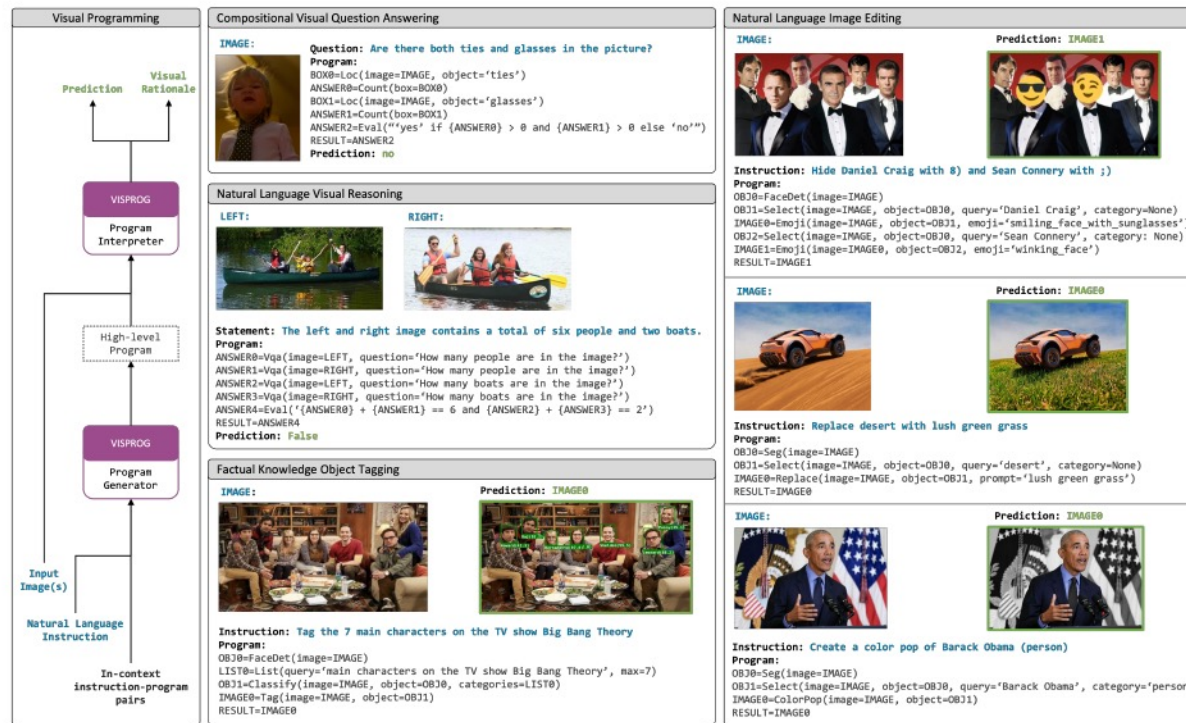 Visual Programming
Prediction
Visual
Rationale
VISPROG
Program
Interpreter
High-level
Program
VISPROG
Program
Generator
Input
Image(s)
Natural Language
Instruction
In-context
instruction-program
pairs
Compositional Visual Question Answering
IMAGE:
Question: Are there both ties and glasses in the picture?
Program:
BOX0=Loc(image=IMAGE, object=‘ties’)
ANSWER0=Count(box=BOX0)
BOX1=Loc(image=IMAGE, object=‘glasses’)
ANSWER1=Count(box=BOX1)
ANSWER2=Eval(“‘yes’ if {ANSWER0} > 0 and {ANSWER1} > 0 else ‘no’”)
RESULT=ANSWER2
Prediction: no
Natural Language Visual Reasoning
LEFT: RIGHT:
Statement: The left and right image contains a total of six people and two boats.
Program:
ANSWER0=Vqa(image=LEFT, question=‘How many people are in the image?’)
ANSWER1=Vqa(image=RIGHT, question=‘How many people are in the image?’)
ANSWER2=Vqa(image=LEFT, question=‘How many boats are in the image?’)
ANSWER3=Vqa(image=RIGHT, question=‘How many boats are in the image?’)
ANSWER4=Eval(‘{ANSWER0} + {ANSWER1} == 6 and {ANSWER2} + {ANSWER3} == 2’)
RESULT=ANSWER4
Prediction: False
Factual Knowledge Object Tagging
IMAGE: Prediction: IMAGE0
Instruction: Tag the 7 main characters on the TV show Big Bang Theory
Program:
OBJ0=FaceDet(image=IMAGE)
LIST0=List(query=‘main characters on the TV show Big Bang Theory’, max=7)
OBJ1=Classify(image=IMAGE, object=OBJ0, categories=LIST0)
IMAGE0=Tag(image=IMAGE, object=OBJ1)
RESULT=IMAGE0
Natural Language Image Editing
IMAGE: Prediction: IMAGE1
Instruction: Hide Daniel Craig with 8) and Sean Connery with ;)
Program:
OBJ0=FaceDet(image=IMAGE)
OBJ1=Select(image=IMAGE, object=OBJ0, query=‘Daniel Craig’, category=None)
IMAGE0=Emoji(image=IMAGE, object=OBJ1, emoji=‘smiling_face_with_sunglasses’)
OBJ2=Select(image=IMAGE, object=OBJ0, query=‘Sean Connery’, category: None)
IMAGE1=Emoji(image=IMAGE0, object=OBJ2, emoji=‘winking_face’)
RESULT=IMAGE1
IMAGE: Prediction: IMAGE0
Instruction: Replace desert with lush green grass
Program:
OBJ0=Seg(image=IMAGE)
OBJ1=Select(image=IMAGE, object=OBJ0, query=‘desert’, category=None)
IMAGE0=Replace(image=IMAGE, object=OBJ1, prompt=‘lush green grass’)
RESULT=IMAGE0
IMAGE: Prediction: IMAGE0
Instruction: Create a color pop of Barack Obama (person)
Program:
OBJ0=Seg(image=IMAGE)
OBJ1=Select(image=IMAGE, object=OBJ0, query=‘Barack Obama’, category=‘person
IMAGE0=ColorPop(image=IMAGE, object=OBJ1)
RESULT=IMAGE0